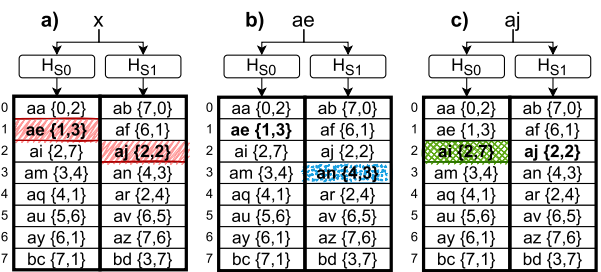 a) x b) ae c) aj
H_S0 H_S1 H_S0 H_S1 H_S0 H_S1
0 aa {0,2} ab {7,0} 0 aa {0,2} ab {7,0} 0 aa {0,2} ab {7,0}
1 ae {1,3} af {6,1} 1 ae {1,3} af {6,1} 1 ae {1,3} af {6,1}
2 ai {2,7} aj {2,2} 2 ai {2,7} aj {2,2} 2 ai {2,7} aj {2,2}
3 am {3,4} an {4,3} 3 am {3,4} an {4,3} 3 am {3,4} an {4,3}
4 aq {4,1} ar {2,4} 4 aq {4,1} ar {2,4} 4 aq {4,1} ar {2,4}
5 au {5,6} av {6,5} 5 au {5,6} av {6,5} 5 au {5,6} av {6,5}
6 ay {6,1} az {7,6} 6 ay {6,1} az {7,6} 6 ay {6,1} az {7,6}
7 bc {7,1} bd {3,7} 7 bc {7,1} bd {3,7} 7 bc {7,1} bd {3,7}